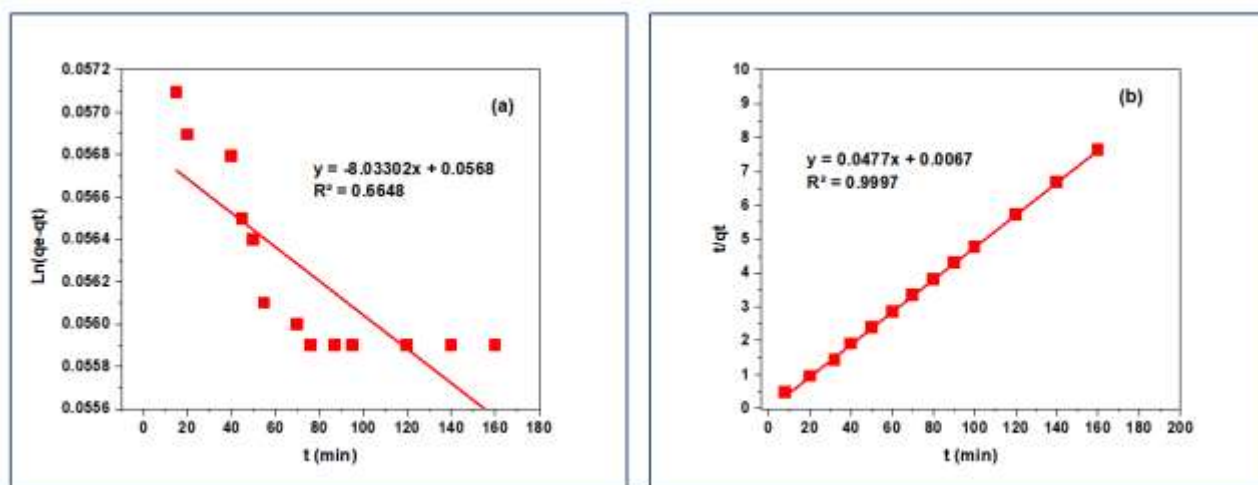 (a)
y = -8.03302x + 0.0568
R² = 0.6648
Ln(qe-qt)
0.0572
0.0570
0.0568
0.0566
0.0564
0.0562
0.0560
0.0558
0.0556
0 20 40 60 80 100 120 140 160 180
t (min)
(b)
y = 0.0477x + 0.0067
R² = 0.9997
t/qt
10
9
8
7
6
5
4
3
2
1
0
0 20 40 60 80 100 120 140 160 180 200
t (min)